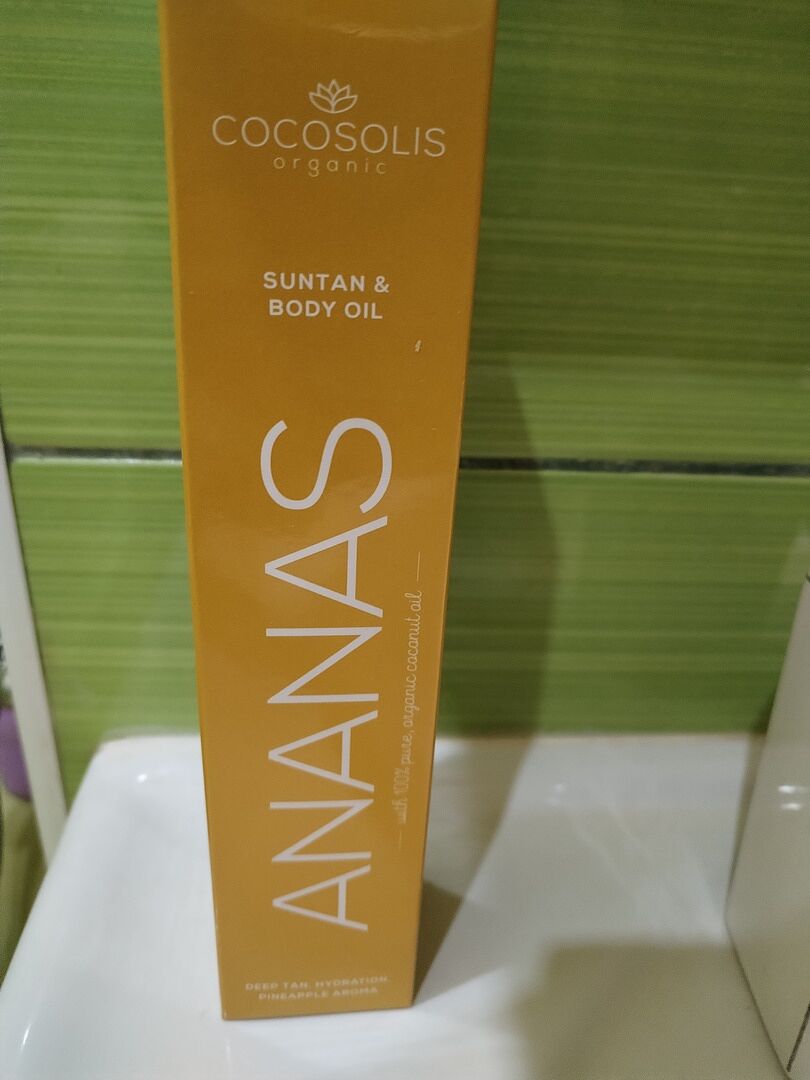 COCOSOLIS
organic
SUNTAN &
BODY OIL
ANANAS
with 100% pure, organic coconut oil
DEEP TAN, HYDRATION,
PINEAPPLE AROMA